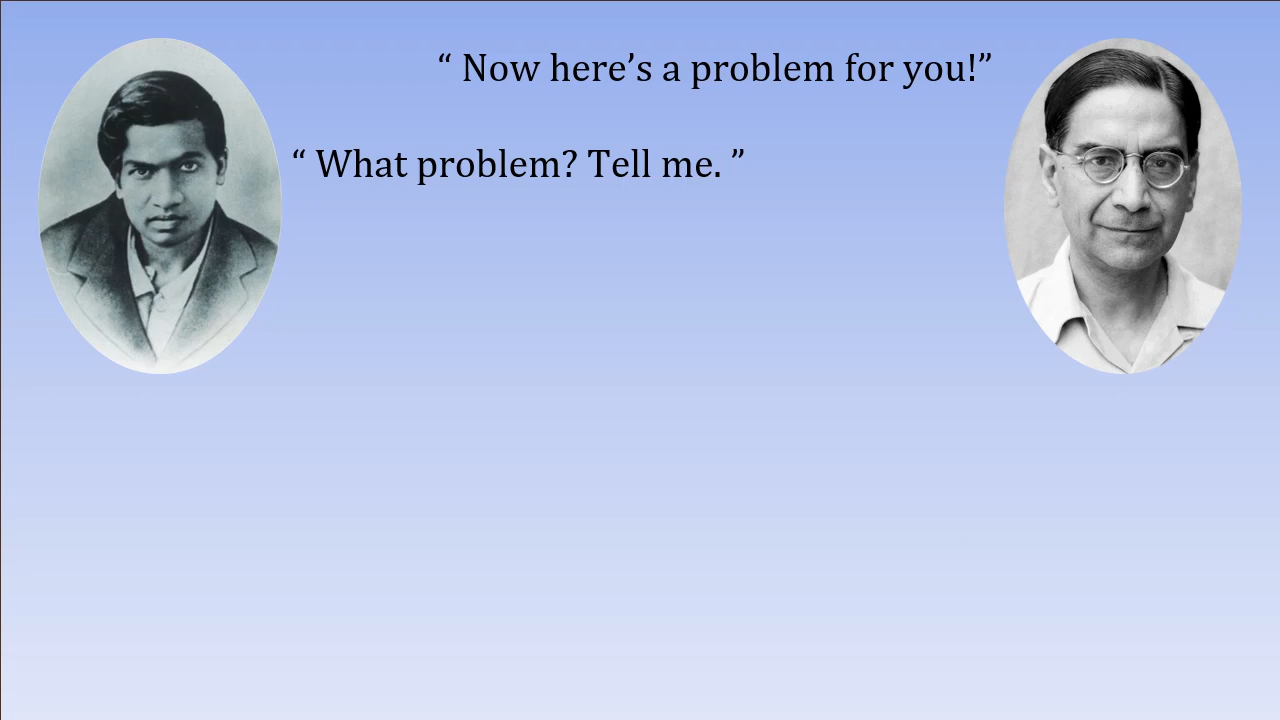 “ Now here’s a problem for you!”
“ What problem? Tell me. ”